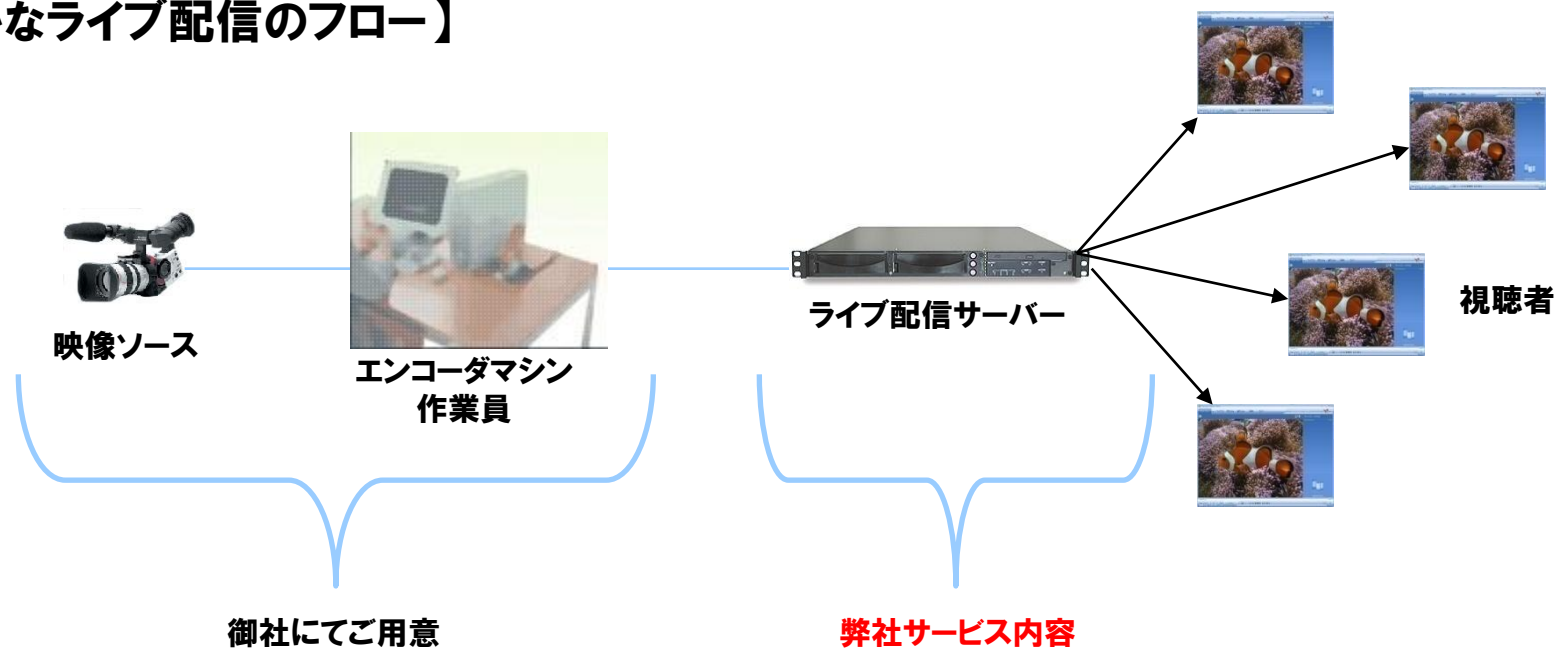 なライブ配信のフロー】
映像ソース
エンコーダマシン
作業員
ライブ配信サーバー
視聴者
御社にてご用意
弊社サービス内容